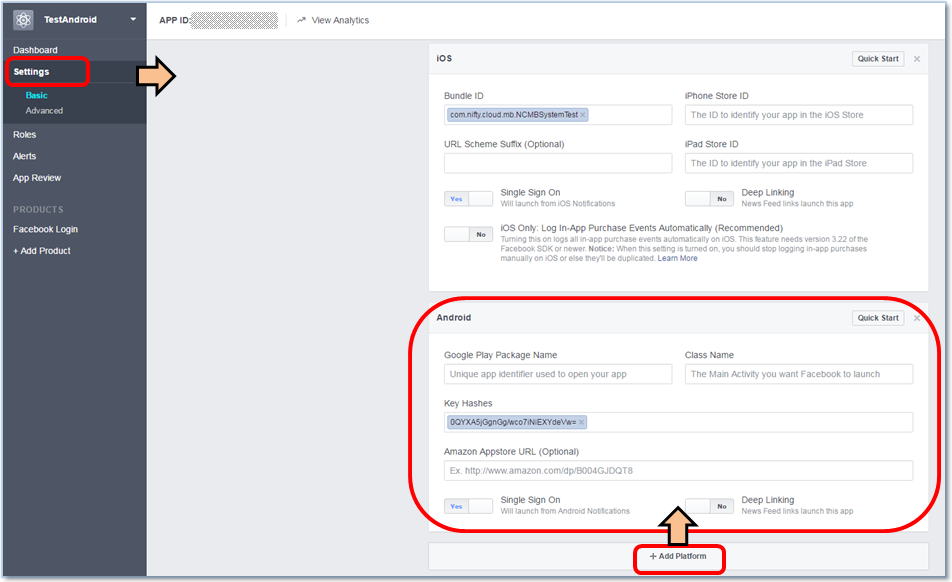 TestAndroid
APP ID:
View Analytics
Dashboard
Settings
Basic
Advanced
Roles
Alerts
App Review
PRODUCTS
Facebook Login
+ Add Product
iOS
Quick Start
Bundle ID
iPhone Store ID
com.nifty.cloud.mb.NCMBSystemTest ×
The ID to identify your app in the iOS Store
URL Scheme Suffix (Optional)
iPad Store ID
The ID to identify your app in the iPad Store
Yes
Single Sign On
Will launch from iOS Notifications
No
Deep Linking
News Feed links launch this app
No
iOS Only: Log In-App Purchase Events Automatically (Recommended)
Turning this on logs all in-app purchase events automatically on iOS. This feature needs version 3.22 of the
Facebook SDK or newer. Notice: When this setting is turned on, you should stop logging in-app purchases
manually on iOS or else they'll be duplicated. Learn More
Android
Quick Start
Google Play Package Name
Class Name
Unique app identifier used to open your app
The Main Activity you want Facebook to launch
Key Hashes
0QYXA5jGgnGg/wco7iNiEXYdeVw= ×
Amazon Appstore URL (Optional)
Ex. http://www.amazon.com/dp/B004GJDQT8
Yes
Single Sign On
Will launch from Android Notifications
No
Deep Linking
News Feed links launch this app
+ Add Platform